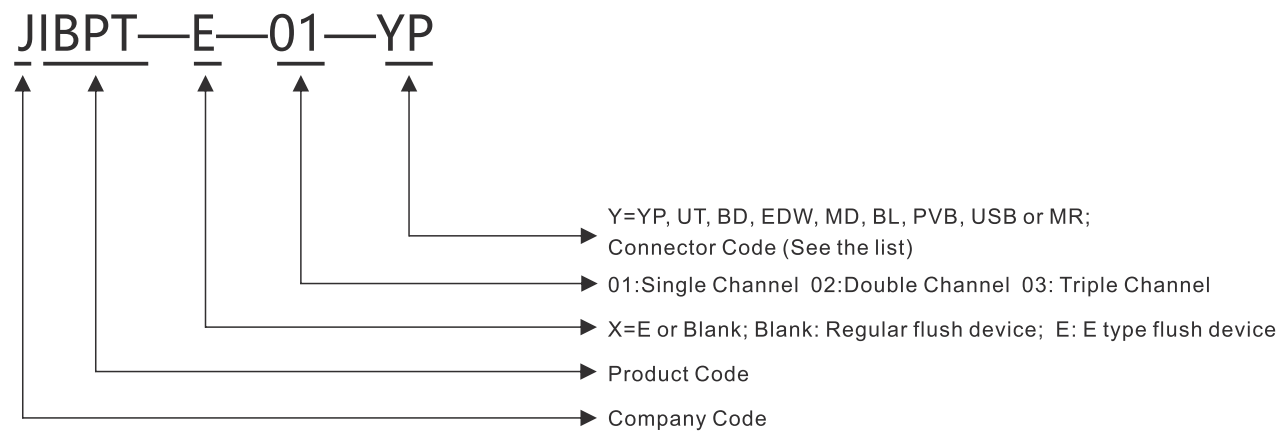 JIBPT—E—01—YP
Y=YP, UT, BD, EDW, MD, BL, PVB, USB or MR;
Connector Code (See the list)
01:Single Channel 02:Double Channel 03: Triple Channel
X=E or Blank; Blank: Regular flush device; E: E type flush device
Product Code
Company Code